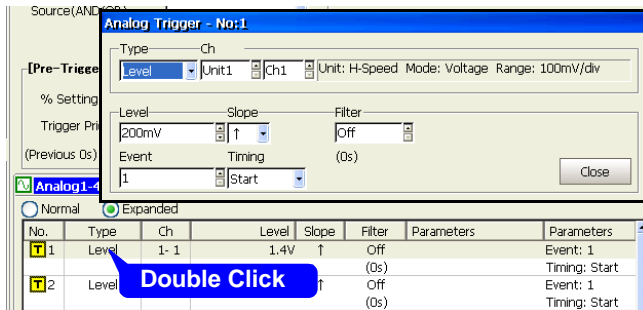 Source(AND/OR)
Analog Trigger - No:1
Type Ch
Level Unit1 Ch1 Unit: H-Speed Mode: Voltage Range: 100mV/div
[Pre-Trigge
% Setting
Level Slope Filter
Trigger Pri
200mV ↑ Off
(Previous 0s)
Event Timing (0s)
1 Start Close
Analog1-4
Normal Expanded
No. Type Ch Level Slope Filter Parameters Parameters
T 1 Level 1- 1 1.4V ↑ Off Event: 1
(0s) Timing: Start
Double Click
T 2 Level ↑ Off Event: 1
(0s) Timing: Start